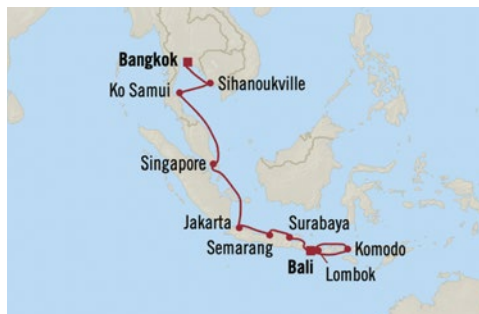 Bangkok
Sihanoukville
Ko Samui
Singapore
Jakarta
Surabaya
Semarang
Komodo
Bali
Lombok